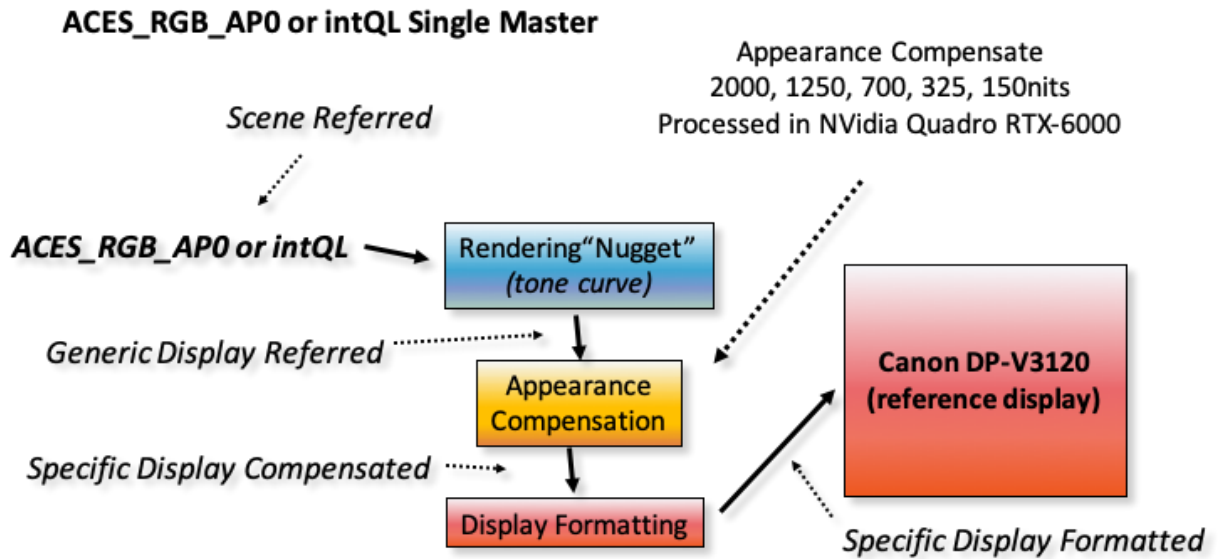 ACES_RGB_AP0 or intQL Single Master
Appearance Compensate
2000, 1250, 700, 325, 150nits
Processed in NVidia Quadro RTX-6000
Scene Referred
ACES_RGB_AP0 or intQL
Rendering“Nugget”
(tone curve)
Generic Display Referred
Appearance
Compensation
Canon DP-V3120
(reference display)
Specific Display Compensated
Display Formatting
Specific Display Formatted